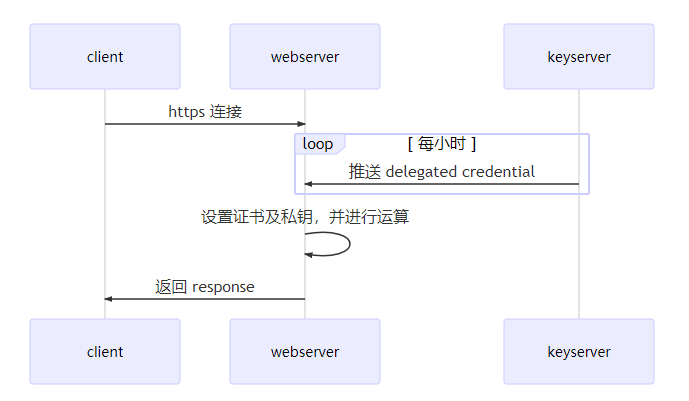 client
webserver
keyserver
https 连接
loop
[ 每小时 ]
推送 delegated credential
设置证书及私钥，并进行运算
返回 response
client
webserver
keyserver